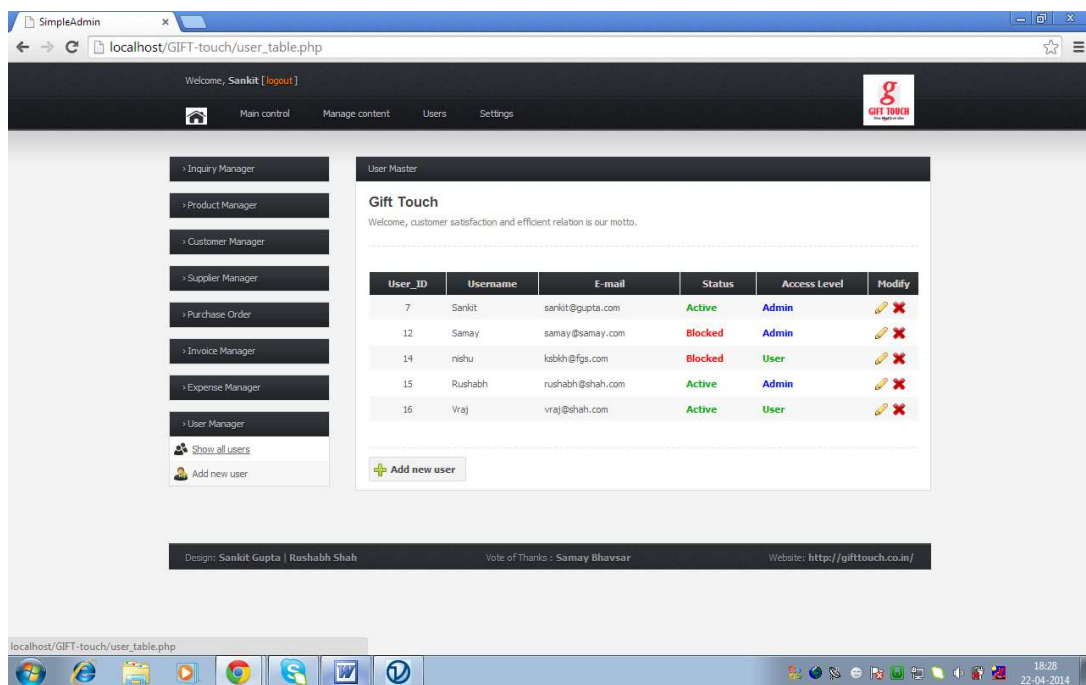 SimpleAdmin
localhost/GIFT-touch/user_table.php
Welcome, Sankit [ logout ]
Main control Manage content Users Settings
g
GIFT TOUCH
› Inquiry Manager
› Product Manager
› Customer Manager
› Supplier Manager
› Purchase Order
› Invoice Manager
› Expense Manager
› User Manager
Show all users
Add new user
User Master
Gift Touch
Welcome, customer satisfaction and efficient relation is our motto.
User_ID Username E-mail Status Access Level Modify
7 Sankit sankit@gupta.com Active Admin
12 Samay samay@samay.com Blocked Admin
14 nishu ksbkh@fgs.com Blocked User
15 Rushabh rushabh@shah.com Active Admin
16 Vraj vraj@shah.com Active User
Add new user
Design: Sankit Gupta | Rushabh Shah Vote of Thanks : Samay Bhavsar Website: http://gifttouch.co.in/
localhost/GIFT-touch/user_table.php
18:28
22-04-2014